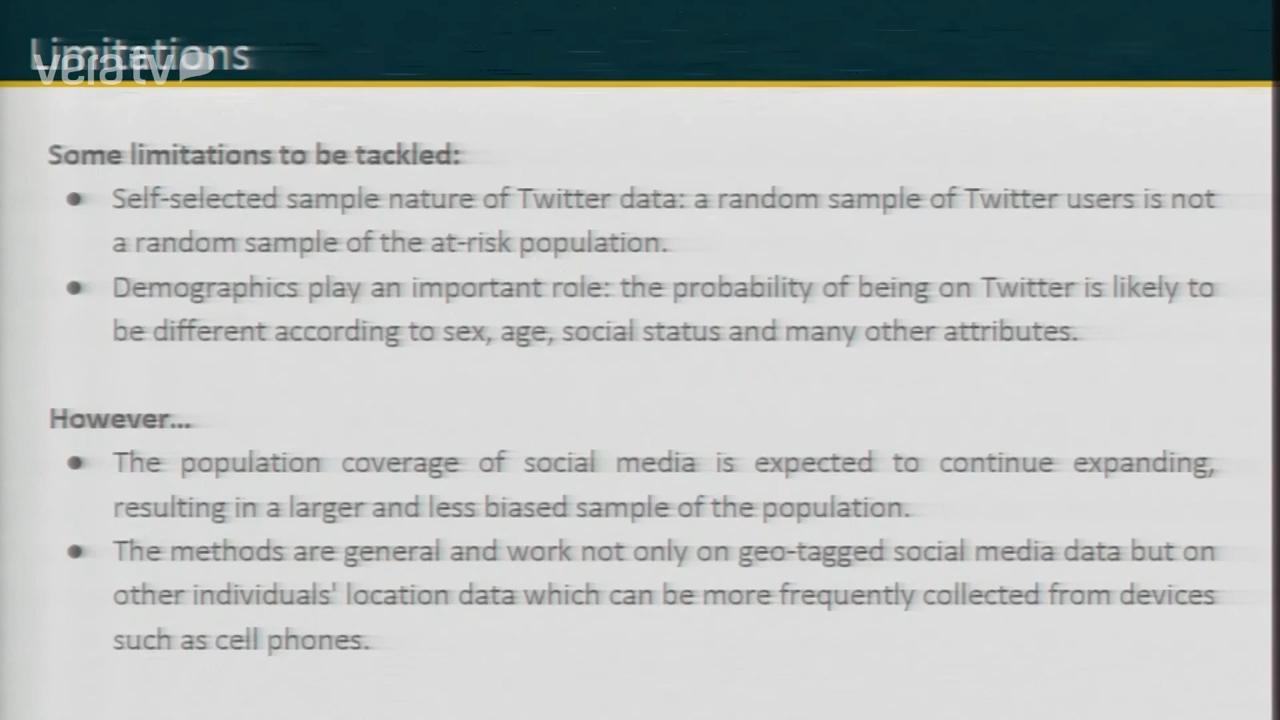 Limitations
vera tv
Some limitations to be tackled:
● Self-selected sample nature of Twitter data: a random sample of Twitter users is not
a random sample of the at-risk population.
● Demographics play an important role: the probability of being on Twitter is likely to
be different according to sex, age, social status and many other attributes.
However...
● The population coverage of social media is expected to continue expanding,
resulting in a larger and less biased sample of the population.
● The methods are general and work not only on geo-tagged social media data but on
other individuals' location data which can be more frequently collected from devices
such as cell phones.